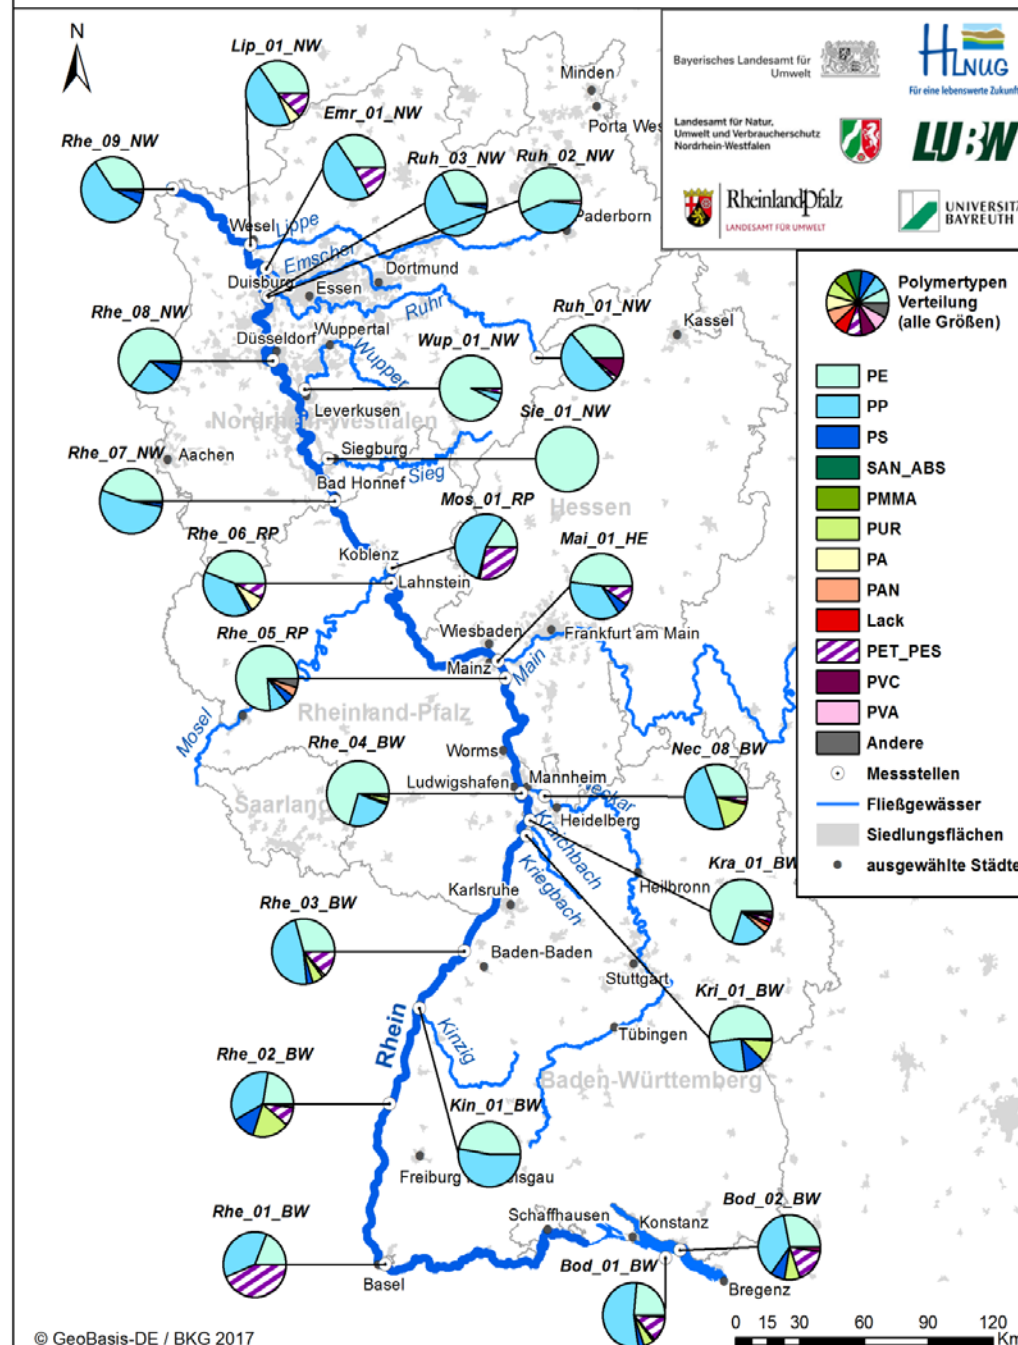 N
Lip_01_NW
Minden
Porta Wes
Bayerisches Landesamt für
Umwelt
HLNUG
Für eine lebenswerte Zukunft
Landesamt für Natur,
Umwelt und Verbraucherschutz
Nordrhein-Westfalen
LUBW
RheinlandPfalz
LANDESAMT FÜR UMWELT
UNIVERSITÄ
BAYREUTH
Emr_01_NW
Rhe_09_NW
Ruh_03_NW
Ruh_02_NW
Wesel
Lippe
Paderborn
Emscher
Duisburg
Dortmund
Essen
Ruhr
Rhe_08_NW
Ruh_01_NW
Kassel
Wuppertal
Düsseldorf
Wup_01_NW
Wupper
Leverkusen
Nordrhein-Westfalen
Sie_01_NW
Rhe_07_NW
Aachen
Siegburg
Sieg
Bad Honnef
Mos_01_RP
Hessen
Rhe_06_RP
Koblenz
Mai_01_HE
Lahnstein
Wiesbaden
Frankfurt am Main
Rhe_05_RP
Mainz
Main
Mosel
Rheinland-Pfalz
Rhe_04_BW
Worms
Nec_08_BW
Ludwigshafen
Mannheim
eckar
Saarlan
Heidelberg
Kraichbach
Kriegbach
Kra_01_BW
Heilbronn
Karlsruhe
Rhe_03_BW
Baden-Baden
Stuttgart
Kri_01_BW
Rhein
Kinzig
Tübingen
Rhe_02_BW
Baden-Württemberg
Kin_01_BW
Freiburg i
isgau
Rhe_01_BW
Schaffhausen
Konstanz
Bod_02_BW
Bod_01_BW
Basel
Bregenz
Polymertypen
Verteilung
(alle Größen)
PE
PP
PS
SAN_ABS
PMMA
PUR
PA
PAN
Lack
PET_PES
PVC
PVA
Andere
Messstellen
Fließgewässer
Siedlungsflächen
ausgewählte Städte
0 15 30 60 90 120
Km
© GeoBasis-DE / BKG 2017